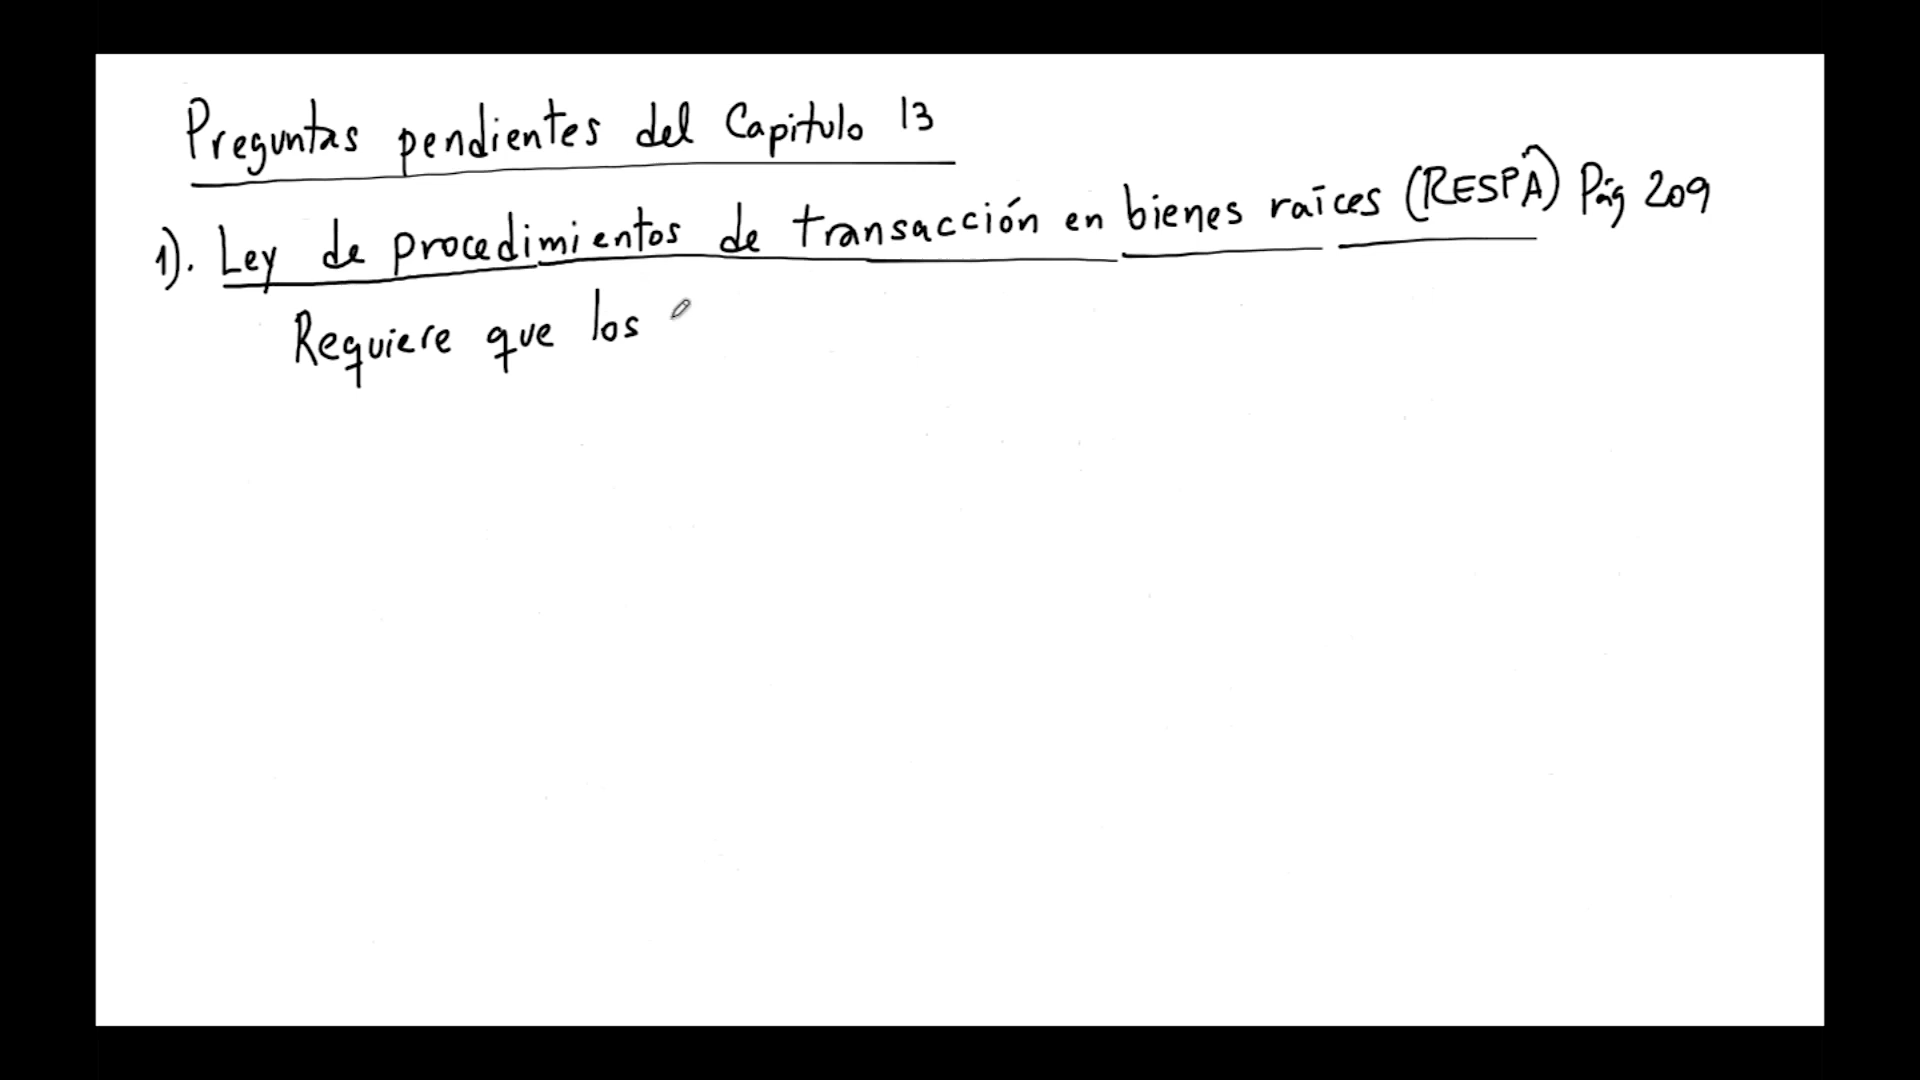 Preguntas pendientes del Capitulo 13
1). Ley de procedimientos de transacción en bienes raíces (RESPA) Pág 209
Requiere que los